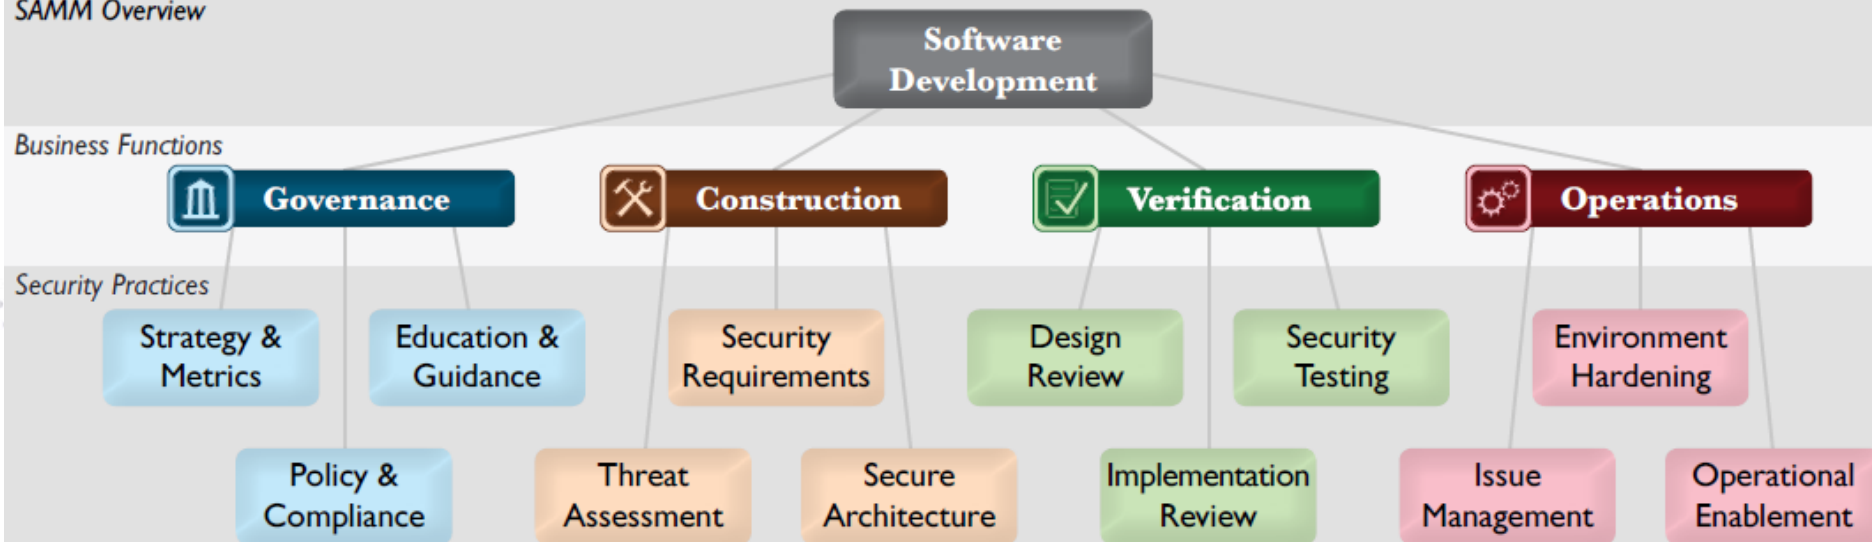 SAMM Overview
Software
Development
Business Functions
Governance
Construction
Verification
Operations
Security Practices
Strategy &
Metrics
Education &
Guidance
Security
Requirements
Design
Review
Security
Testing
Environment
Hardening
Policy &
Compliance
Threat
Assessment
Secure
Architecture
Implementation
Review
Issue
Management
Operational
Enablement